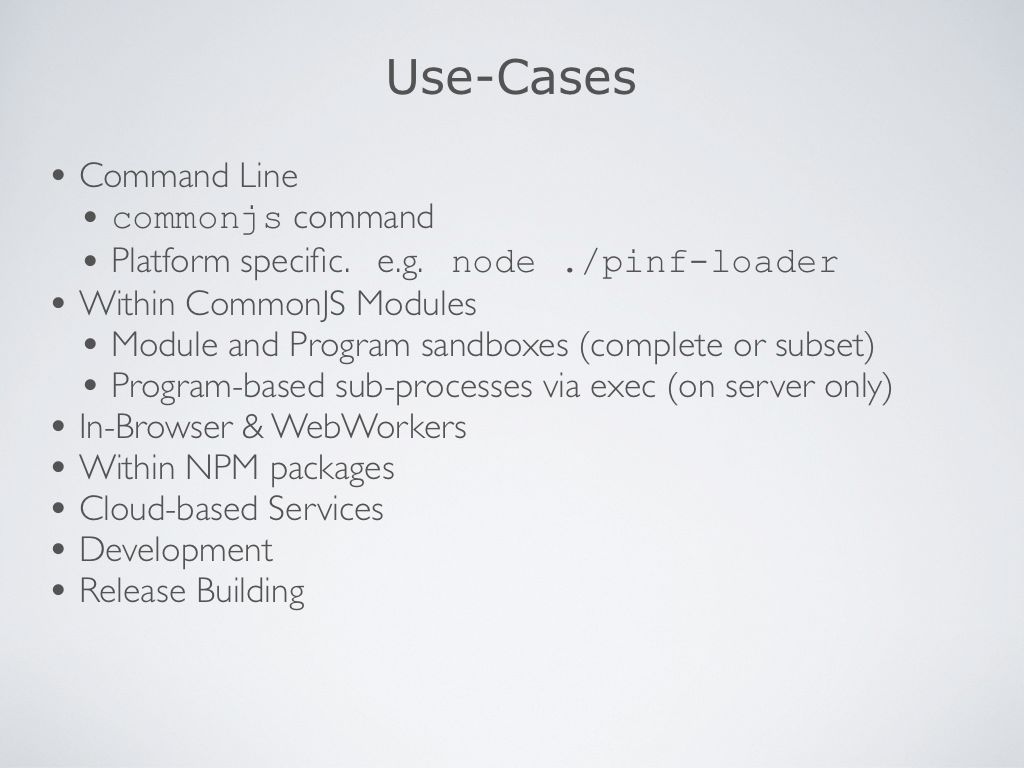 Use-Cases
• Command Line
• commonjs command
• Platform specific. e.g. node ./pinf-loader
• Within CommonJS Modules
• Module and Program sandboxes (complete or subset)
• Program-based sub-processes via exec (on server only)
• In-Browser & WebWorkers
• Within NPM packages
• Cloud-based Services
• Development
• Release Building